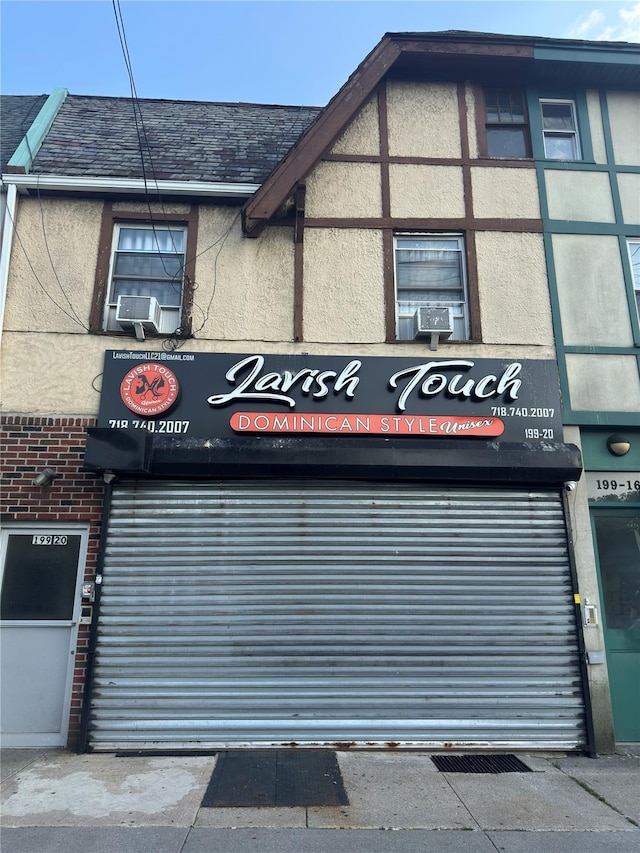 LavishTouchLLC21@gmail.com
LAVISH TOUCH
Unisex
DOMINICAN STYLE
718.740.2007
Lavish Touch
DOMINICAN STYLE Unisex
718.740.2007
199-20
199-16
19920